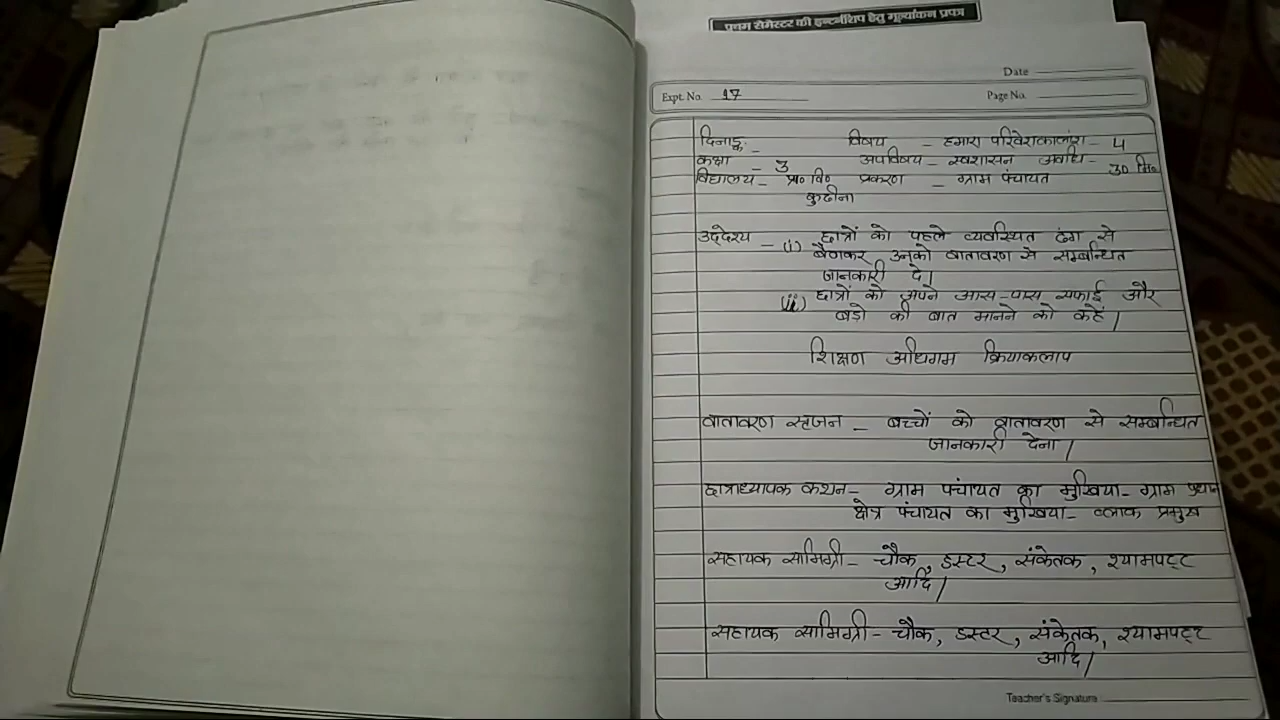 प्रथम सेमेस्टर की इन्टर्नशिप हेतु मूल्यांकन प्रपत्र
Date
Expt. No. 17 Page No.
दिनाङ्क - विषय - हमारा परिवेश कालांश - 4
कक्षा - 3 उपविषय - स्वशासन अवधि - 30 मि०
विद्यालय - प्रा० वि० प्रकरण - ग्राम पंचायत
उद्देश्य - (i) छात्रों को पहले व्यवस्थित ढंग से
बैठाकर उनको वातावरण से सम्बन्धित
जानकारी दे।
(ii) छात्रों को अपने आस-पास सफाई और
बड़ो की बात मानने को कहें।
शिक्षण अधिगम क्रियाकलाप
वातावरण सृजन - बच्चों को वातावरण से सम्बन्धित
जानकारी देना।
छात्राध्यापक कथन - ग्राम पंचायत का मुखिया - ग्राम प्रधान
क्षेत्र पंचायत का मुखिया - ब्लाक प्रमुख
सहायक सामिग्री - चौक, डस्टर, संकेतक, श्यामपट्ट
आदि।
सहायक सामिग्री - चौक, डस्टर, संकेतक, श्यामपट्ट
आदि।
Teacher's Signature